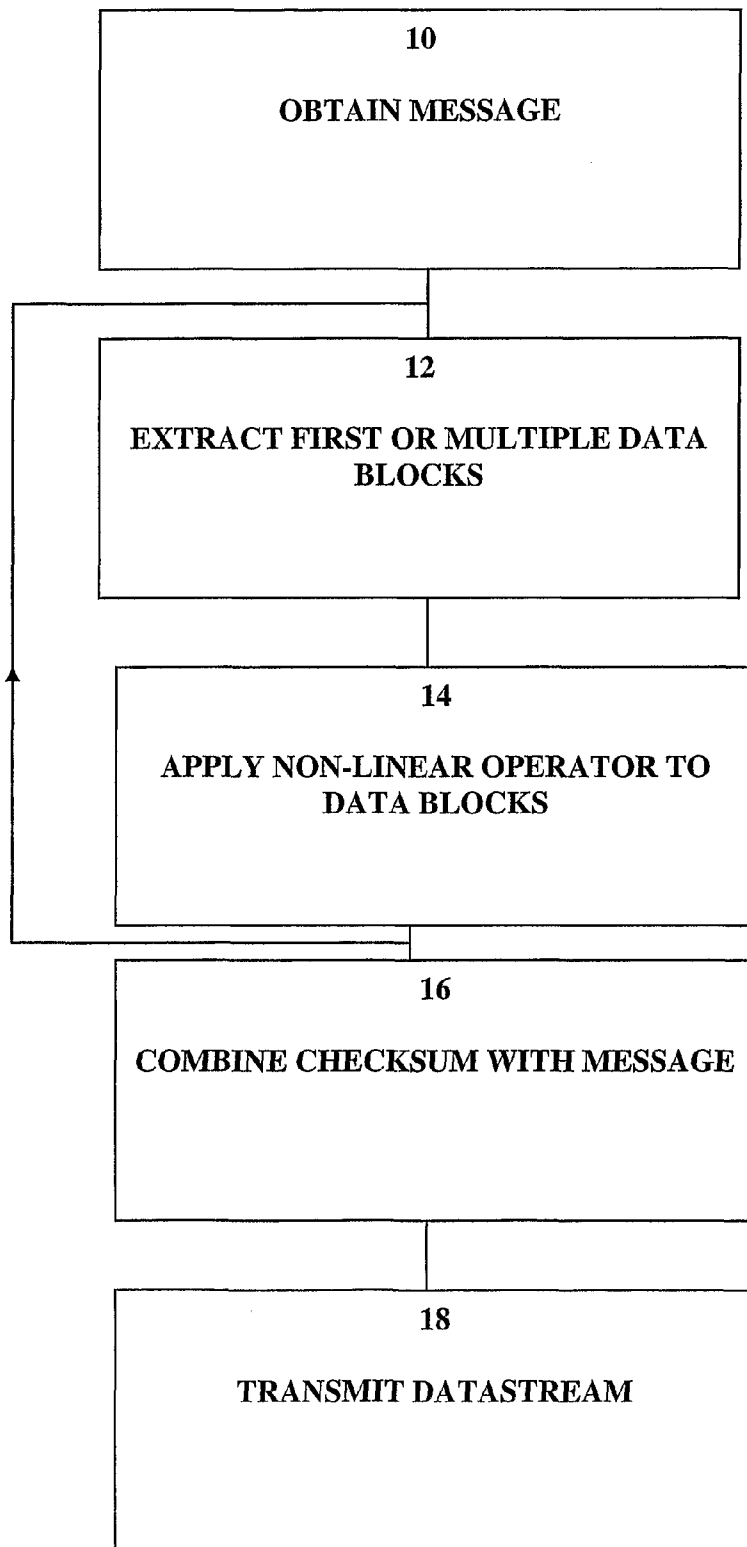 10
OBTAIN MESSAGE
12
EXTRACT FIRST OR MULTIPLE DATA
BLOCKS
14
APPLY NON-LINEAR OPERATOR TO
DATA BLOCKS
16
COMBINE CHECKSUM WITH MESSAGE
18
TRANSMIT DATASTREAM